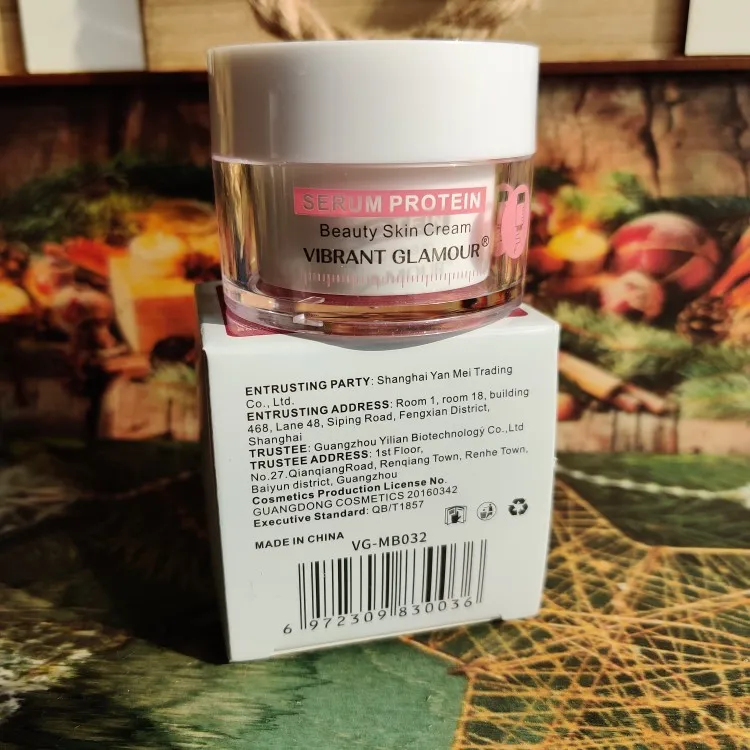 SERUM PROTEIN
Beauty Skin Cream
VIBRANT GLAMOUR®
ENTRUSTING PARTY: Shanghai Yan Mei Trading
Co., Ltd.
ENTRUSTING ADDRESS: Room 1, room 18, building
468, Lane 48, Siping Road, Fengxian District,
Shanghai
TRUSTEE: Guangzhou Yilian Biotechnology Co.,Ltd
TRUSTEE ADDRESS: 1st Floor,
No.27.QianqiangRoad, Renqiang Town, Renhe Town,
Baiyun district, Guangzhou
Cosmetics Production License No.
GUANGDONG COSMETICS 20160342
Executive Standard: QB/T1857
MADE IN CHINA
VG-MB032
6 972309 830036